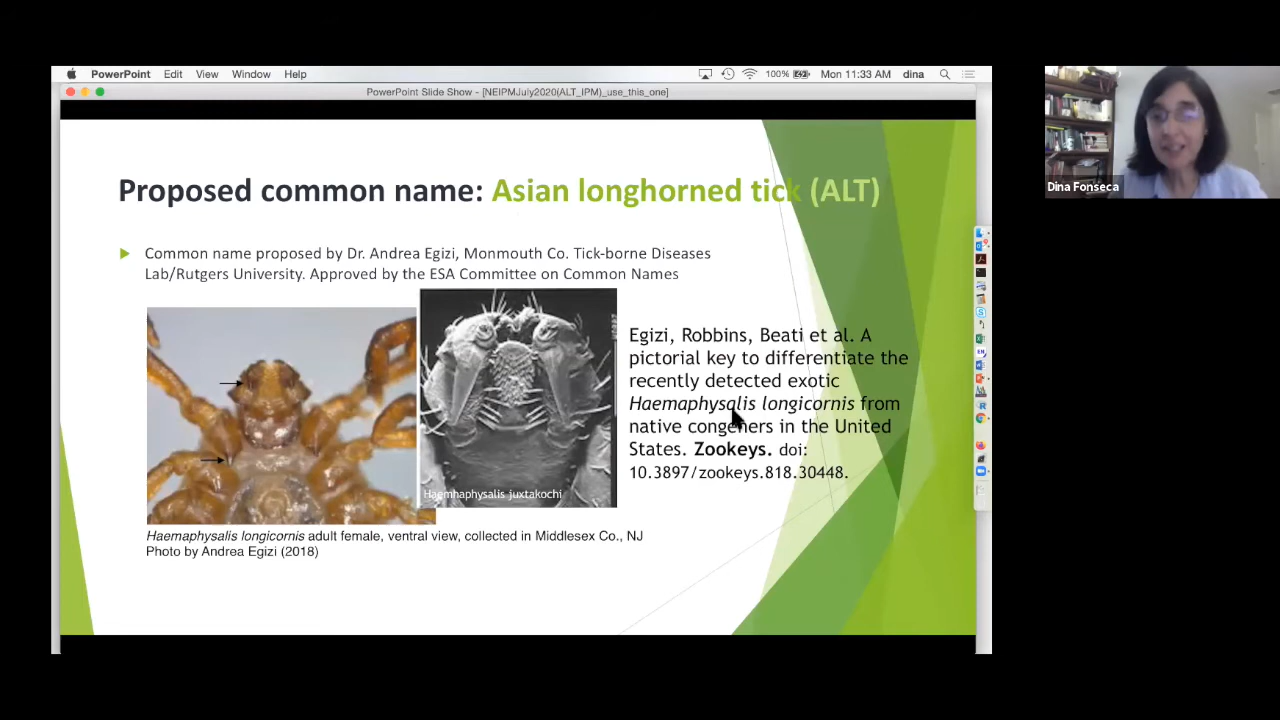 PowerPoint Edit View Window Help 100% Mon 11:33 AM dina
PowerPoint Slide Show - [NEIPMJuly2020(ALT_IPM)_use_this_one]
Proposed common name: Asian longhorned tick (ALT)
Common name proposed by Dr. Andrea Egizi, Monmouth Co. Tick-borne Diseases
Lab/Rutgers University. Approved by the ESA Committee on Common Names
Egizi, Robbins, Beati et al. A
pictorial key to differentiate the
recently detected exotic
Haemaphysalis longicornis from
native congeners in the United
States. Zookeys. doi:
10.3897/zookeys.818.30448.
Haemhaphysalis juxtakochi
Haemaphysalis longicornis adult female, ventral view, collected in Middlesex Co., NJ
Photo by Andrea Egizi (2018)
Dina Fonseca